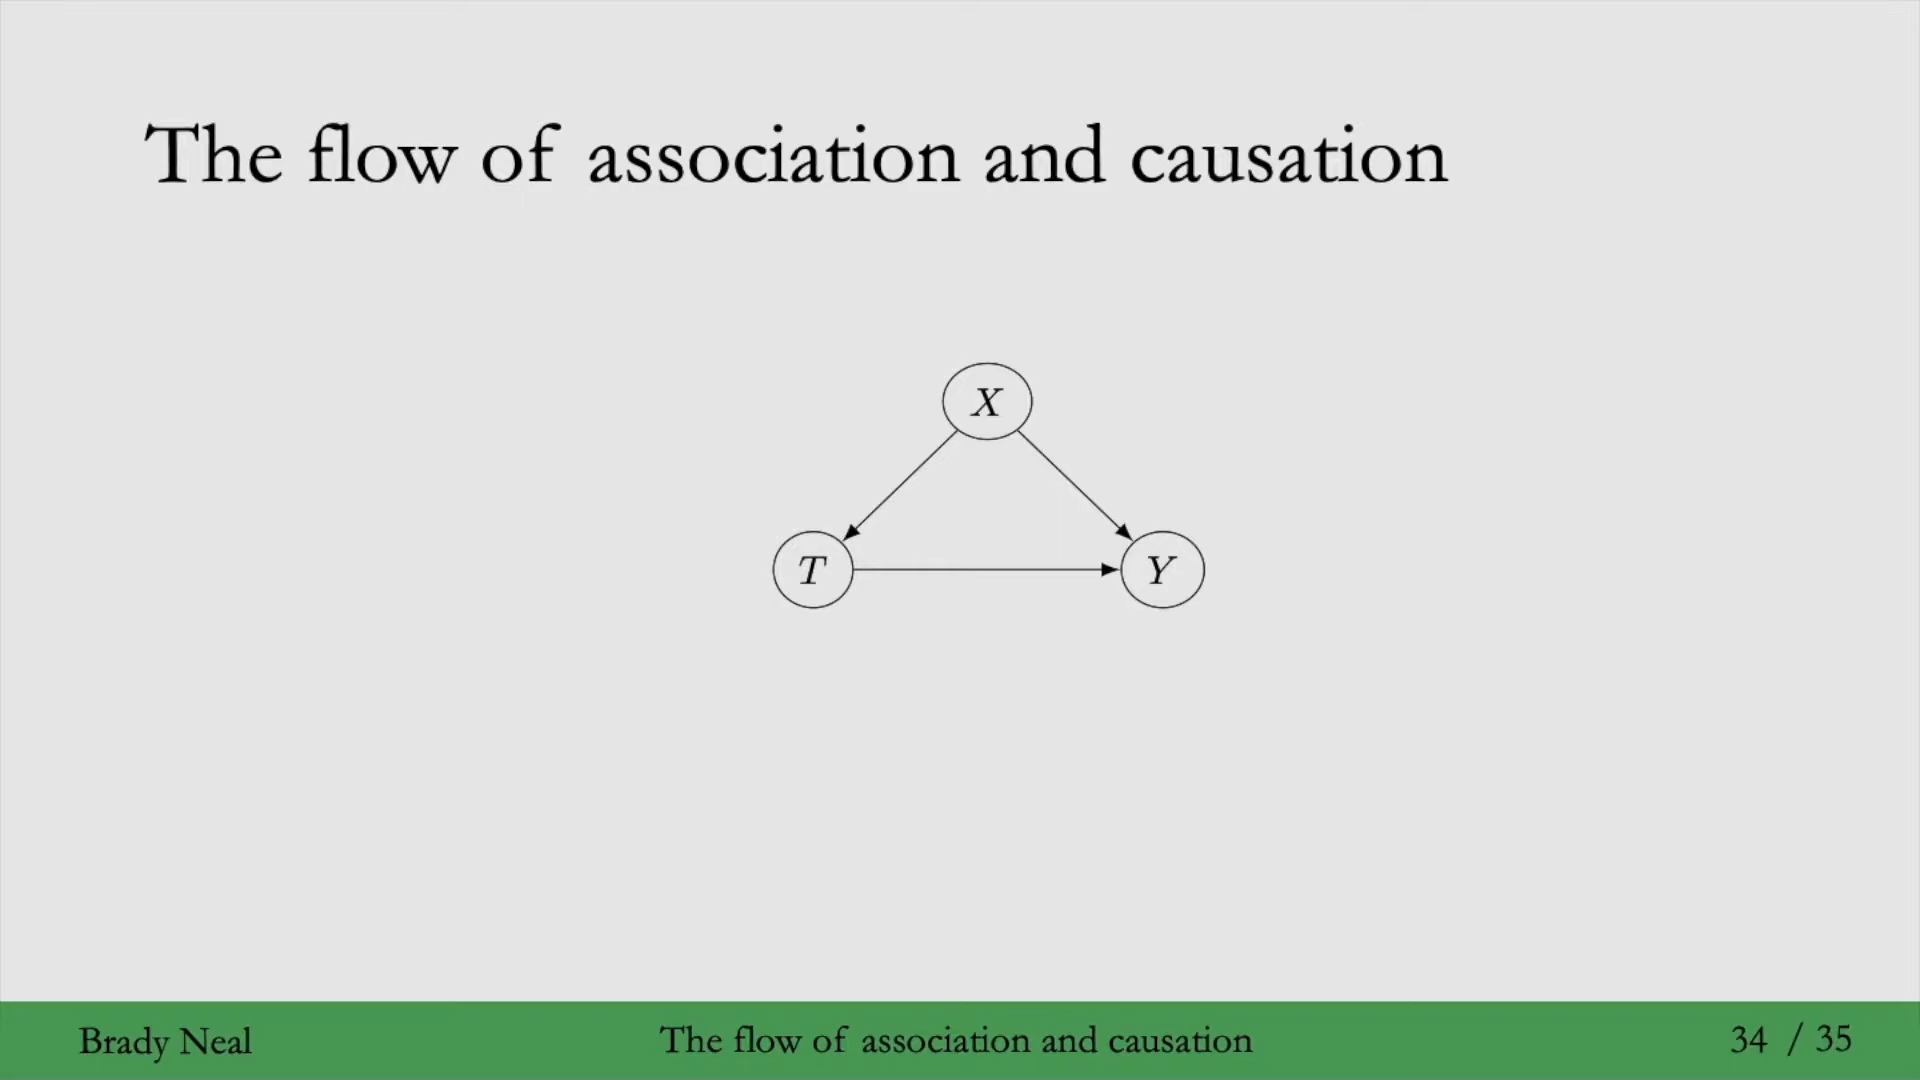 The flow of association and causation
X
T
Y
Brady Neal
The flow of association and causation
34 / 35